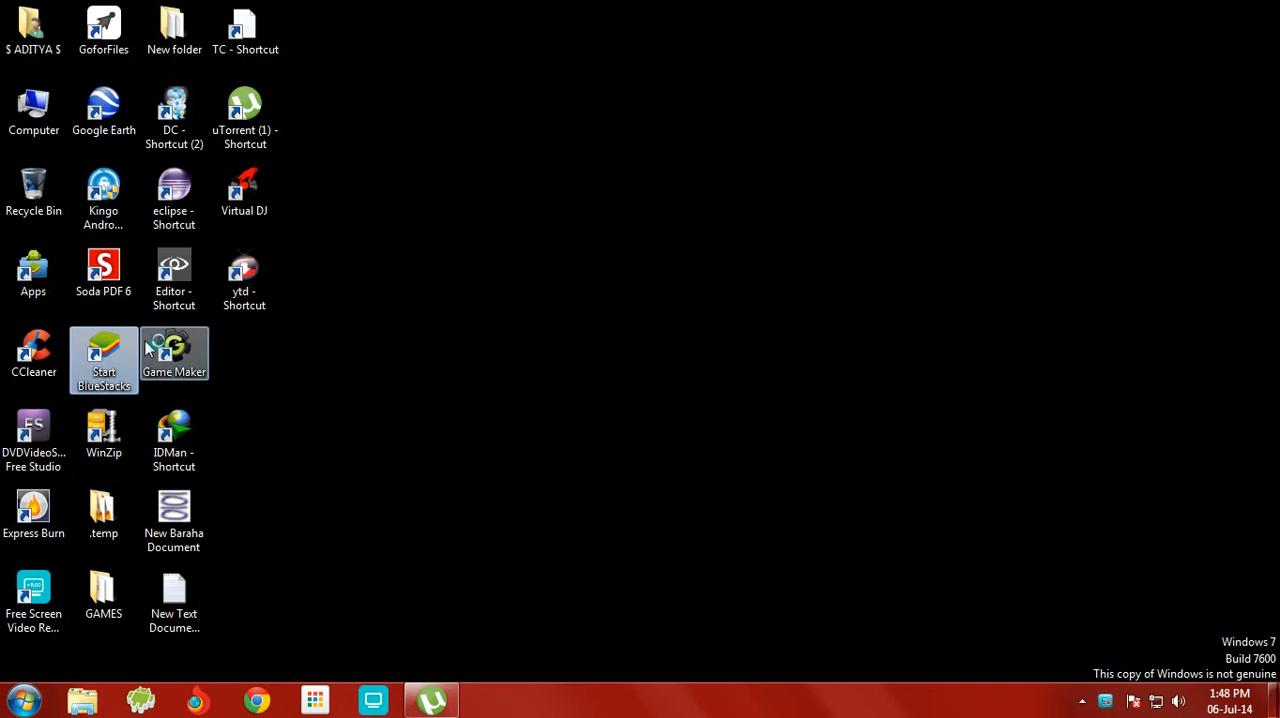 $ ADITYA $
GoforFiles
New folder
TC - Shortcut
Computer
Google Earth
DC -
Shortcut (2)
uTorrent (1) -
Shortcut
Recycle Bin
Kingo
Andro...
eclipse -
Shortcut
Virtual DJ
Apps
S
Soda PDF 6
Editor -
Shortcut
ytd -
Shortcut
CCleaner
Start
BlueStacks
G
Game Maker
FS
DVDVideoS...
Free Studio
WinZip
IDMan -
Shortcut
Express Burn
.temp
New Baraha
Document
REC
Free Screen
Video Re...
GAMES
New Text
Docume...
Windows 7
Build 7600
This copy of Windows is not genuine
1:48 PM
06-Jul-14